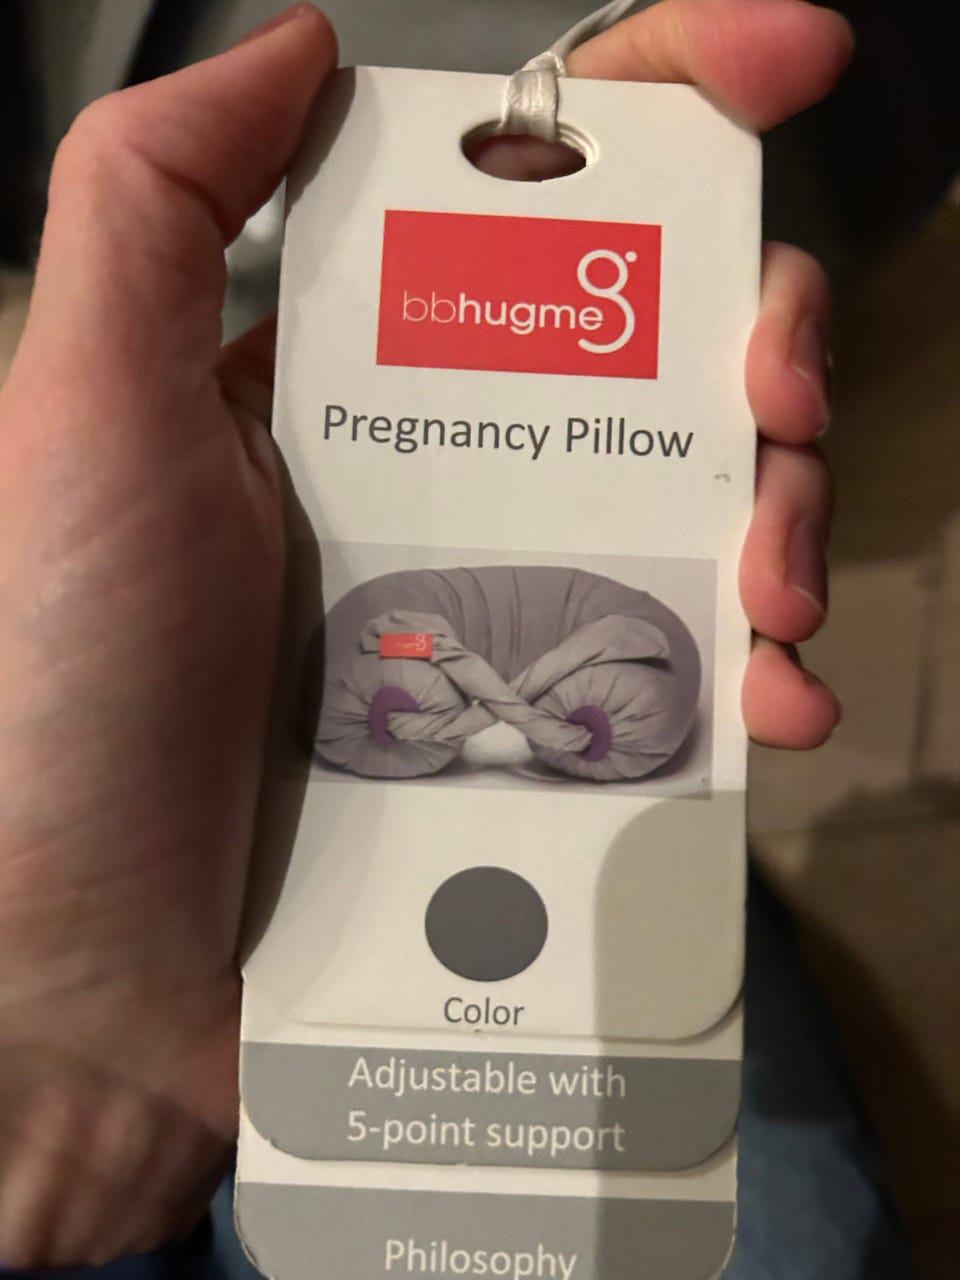 bbhugme
Pregnancy Pillow
Color
Adjustable with
5-point support
Philosophy